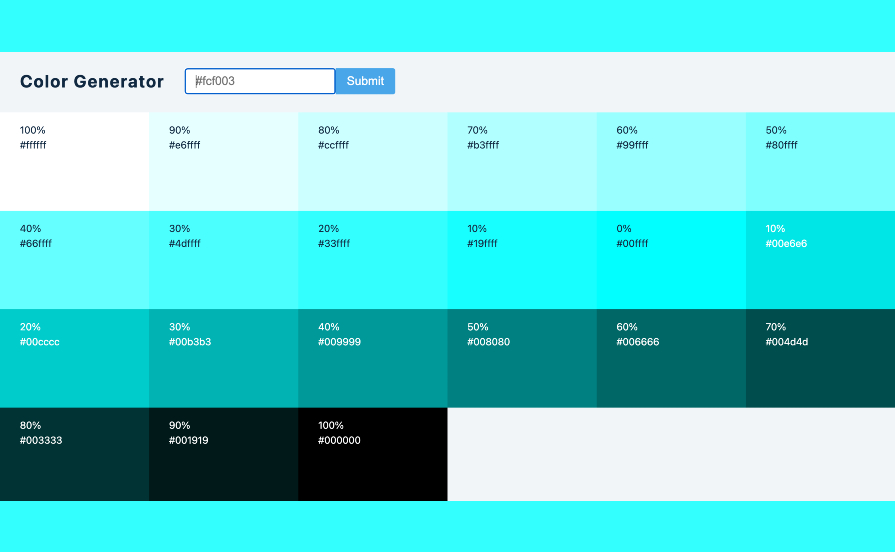 Color Generator
#fcf003
Submit
100%
#ffffff
90%
#e6ffff
80%
#ccffff
70%
#b3ffff
60%
#99ffff
50%
#80ffff
40%
#66ffff
30%
#4dffff
20%
#33ffff
10%
#19ffff
0%
#00ffff
10%
#00e6e6
20%
#00cccc
30%
#00b3b3
40%
#009999
50%
#008080
60%
#006666
70%
#004d4d
80%
#003333
90%
#001919
100%
#000000